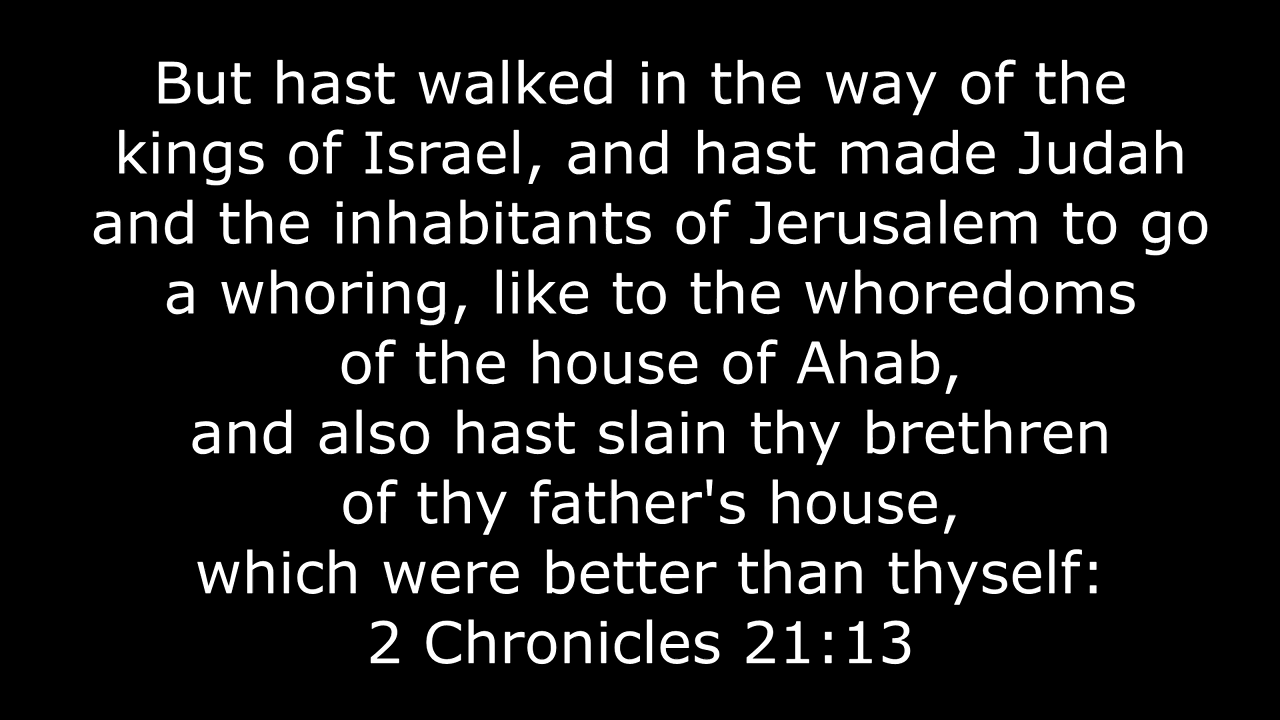 But hast walked in the way of the
kings of Israel, and hast made Judah
and the inhabitants of Jerusalem to go
a whoring, like to the whoredoms
of the house of Ahab,
and also hast slain thy brethren
of thy father's house,
which were better than thyself:
2 Chronicles 21:13